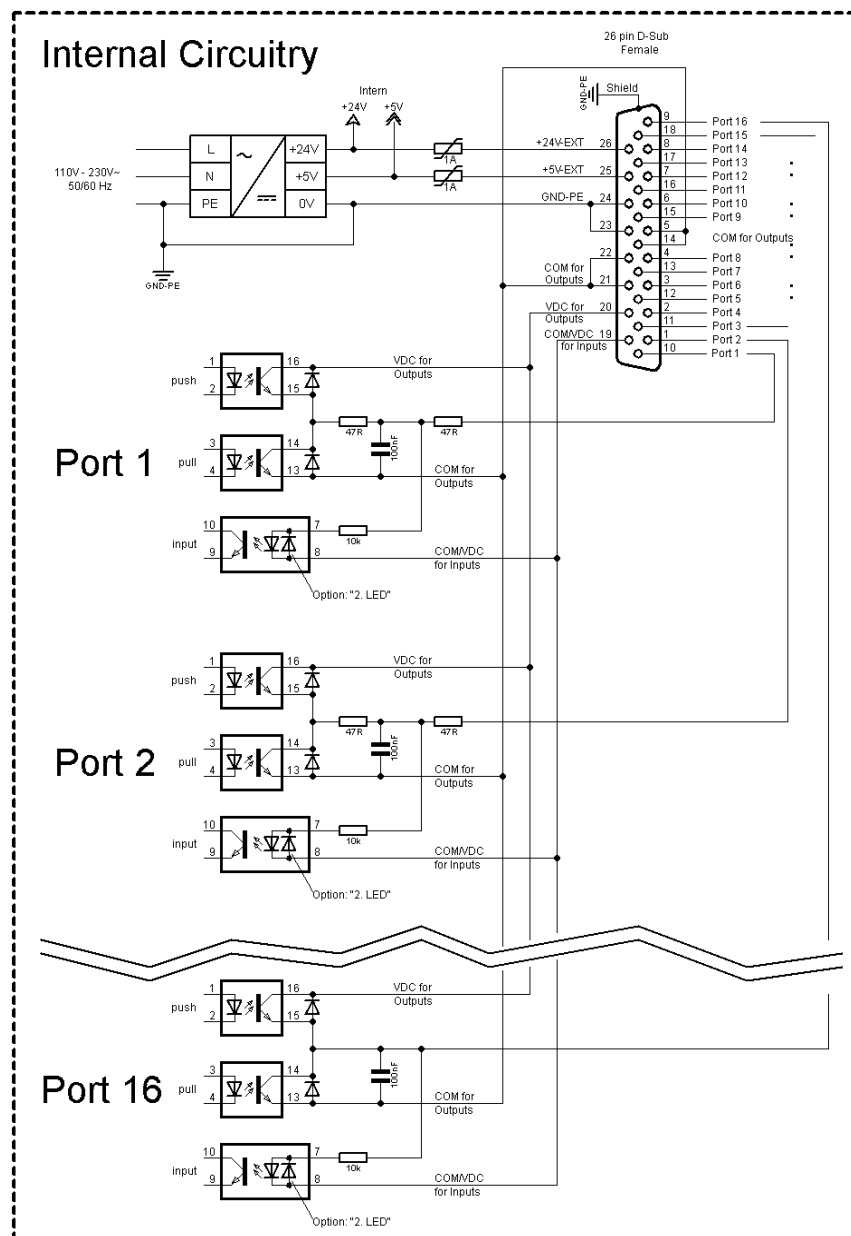 Internal Circuitry
26 pin D-Sub
Female
Intern
+24V
+5V
GND-PE
Shield
110V - 230V~
50/60 Hz
L
N
PE
~
+24V
+5V
0V
1A
1A
GND-PE
+24V-EXT 26
+5V-EXT 25
GND-PE 24
23
22
COM for
Outputs
21
VDC for
Outputs
20
COM/VDC 19
for Inputs
9 Port 16
18 Port 15
8 Port 14
17 Port 13
7 Port 12
16 Port 11
6 Port 10
15 Port 9
5
COM for Outputs
14
4 Port 8
13 Port 7
3 Port 6
12 Port 5
2 Port 4
11 Port 3
1 Port 2
10 Port 1
Port 1
push
1
2
16
15
VDC for
Outputs
47R
100nF
47R
pull
3
4
14
13
COM for
Outputs
input
10
9
7
8
10k
COM/VDC
for Inputs
Option: "2. LED"
Port 2
push
1
2
16
15
VDC for
Outputs
47R
100nF
47R
pull
3
4
14
13
COM for
Outputs
input
10
9
7
8
10k
COM/VDC
for Inputs
Option: "2. LED"
Port 16
push
1
2
16
15
VDC for
Outputs
100nF
pull
3
4
14
13
COM for
Outputs
input
10
9
7
8
10k
COM/VDC
for Inputs
Option: "2. LED"